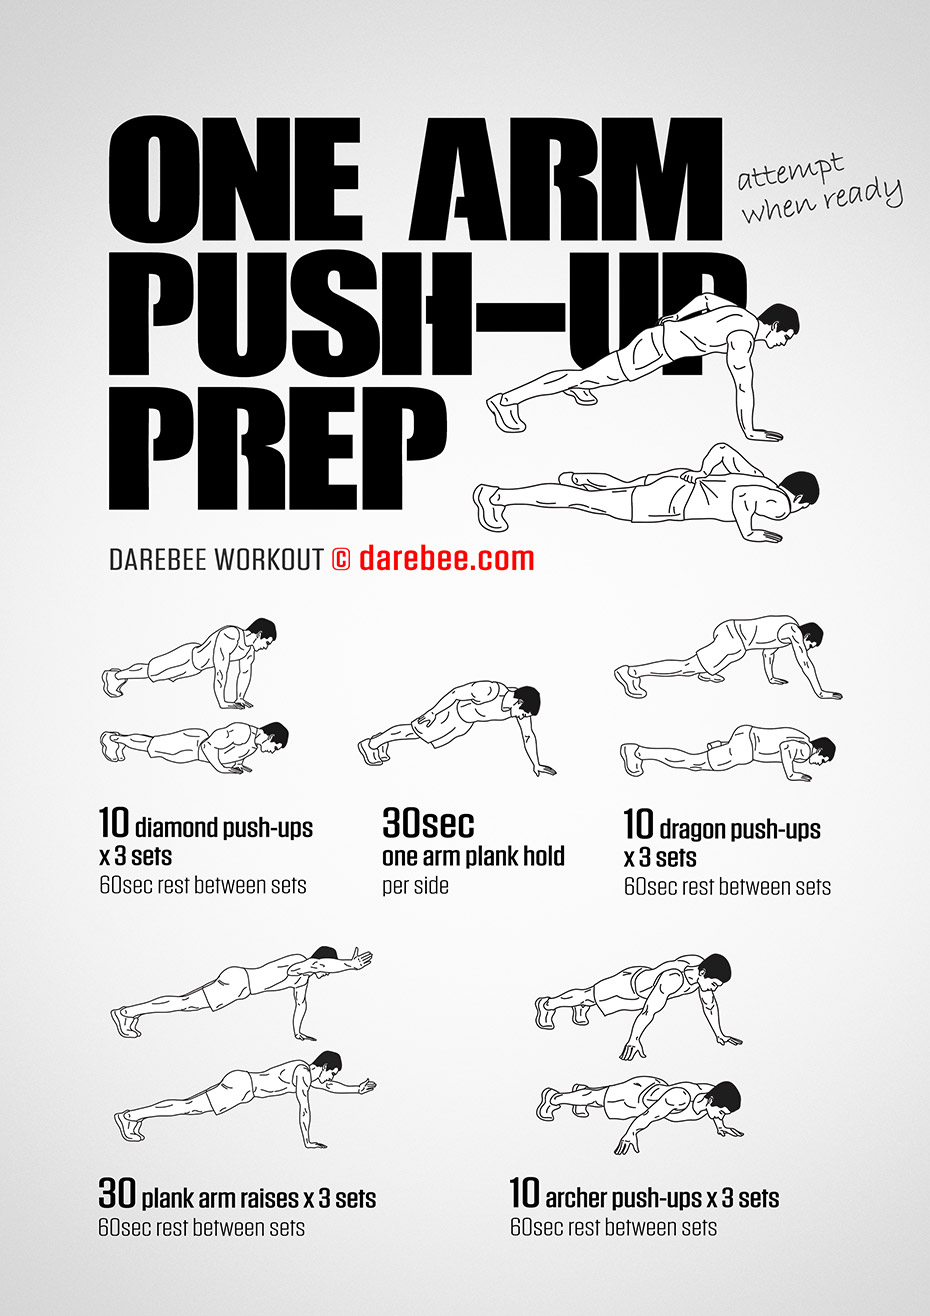 ONE ARM
attempt
when ready
PUSH-UP
PREP
DAREBEE WORKOUT © darebee.com
10 diamond push-ups
x 3 sets
60sec rest between sets
30sec
one arm plank hold
per side
10 dragon push-ups
x 3 sets
60sec rest between sets
30 plank arm raises x 3 sets
60sec rest between sets
10 archer push-ups x 3 sets
60sec rest between sets